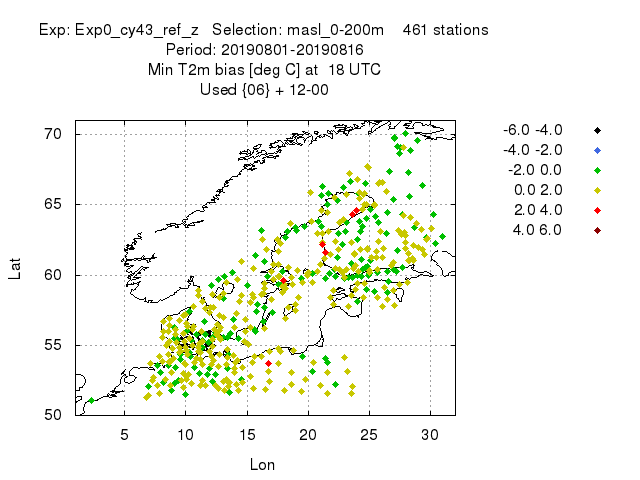 Exp: Exp0_cy43_ref_z   Selection: masl_0-200m    461 stations
Period: 20190801-20190816
Min T2m bias [deg C] at  18 UTC
Used {06} + 12-00
-6.0 -4.0
-4.0 -2.0
-2.0 0.0
0.0 2.0
2.0 4.0
4.0 6.0
70
65
60
55
50
Lat
5 10 15 20 25 30
Lon